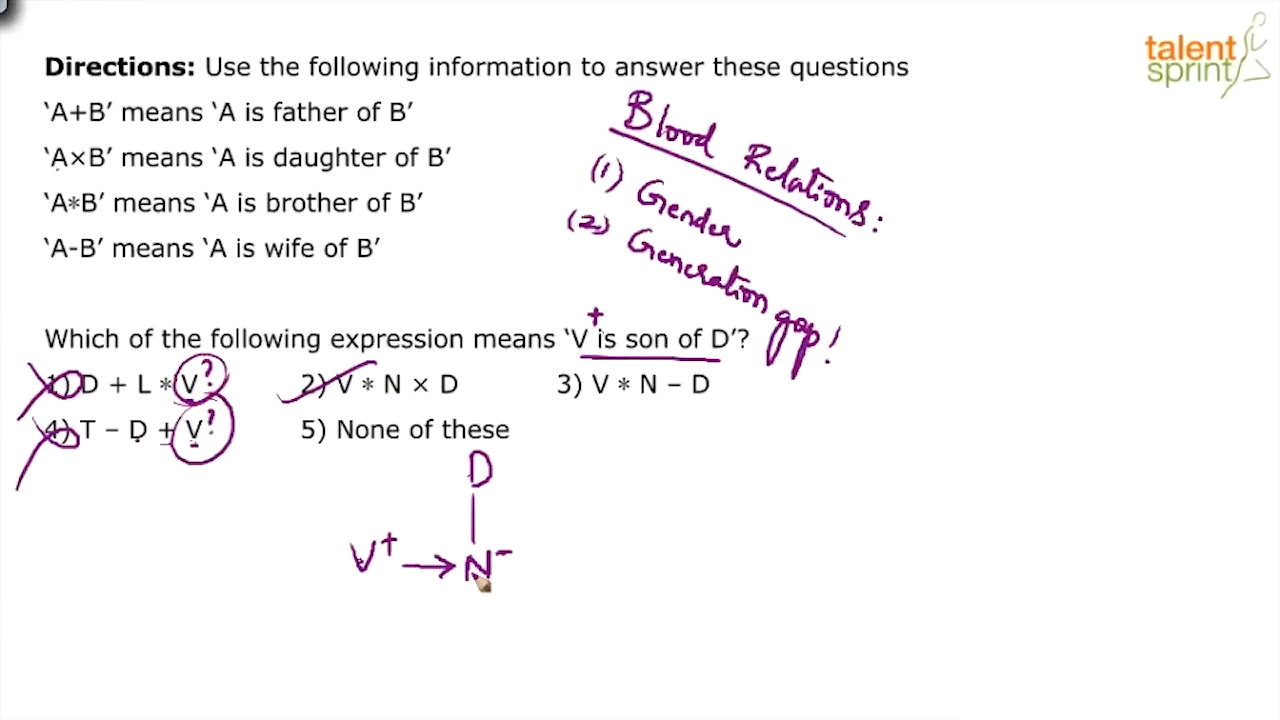 talent
sprint
Directions: Use the following information to answer these questions
‘A+B’ means ‘A is father of B’
‘A×B’ means ‘A is daughter of B’
‘A*B’ means ‘A is brother of B’
‘A-B’ means ‘A is wife of B’
Blood Relations:
(1) Gender
(2) Generation gap!
+
Which of the following expression means ‘V is son of D’?
1) D + L * V? 2) V * N × D 3) V * N – D
4) T – D + V? 5) None of these
D
V+ → N-